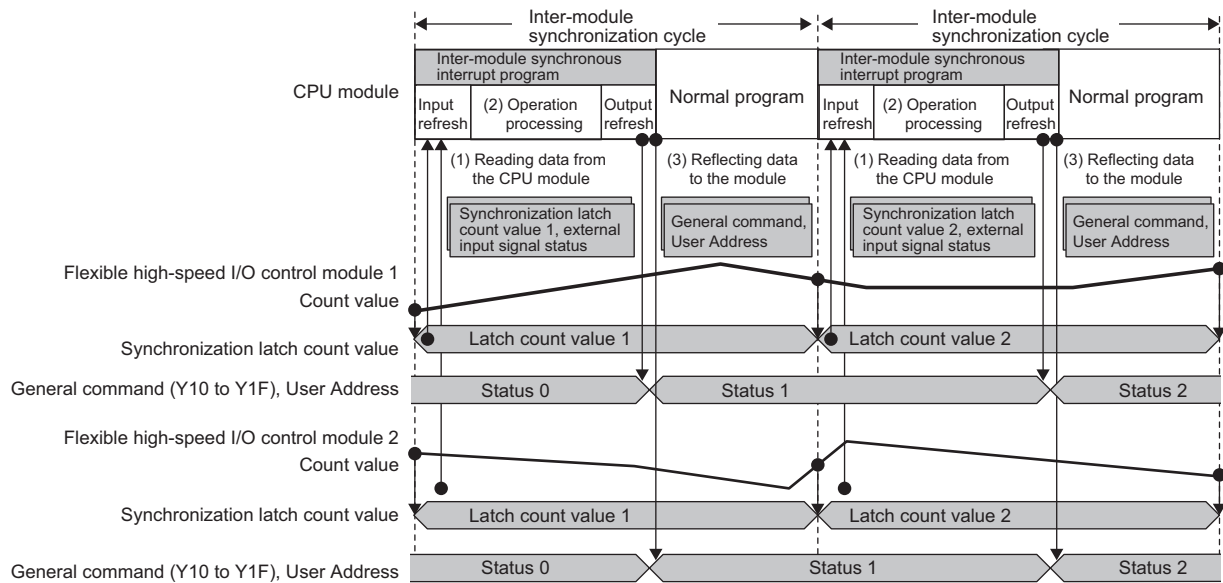 Inter-module
synchronization cycle
Inter-module
synchronization cycle
CPU module
Inter-module synchronous
interrupt program
Input
refresh
(2) Operation
processing
Output
refresh
Normal program
Inter-module synchronous
interrupt program
Input
refresh
(2) Operation
processing
Output
refresh
Normal program
(1) Reading data from
the CPU module
(3) Reflecting data
to the module
(1) Reading data from
the CPU module
(3) Reflecting data
to the module
Synchronization latch
count value 1, external
input signal status
General command,
User Address
Synchronization latch
count value 2, external
input signal status
General command,
User Address
Flexible high-speed I/O control module 1
Count value
Synchronization latch count value
Latch count value 1
Latch count value 2
General command (Y10 to Y1F), User Address
Status 0
Status 1
Status 2
Flexible high-speed I/O control module 2
Count value
Synchronization latch count value
Latch count value 1
Latch count value 2
General command (Y10 to Y1F), User Address
Status 0
Status 1
Status 2